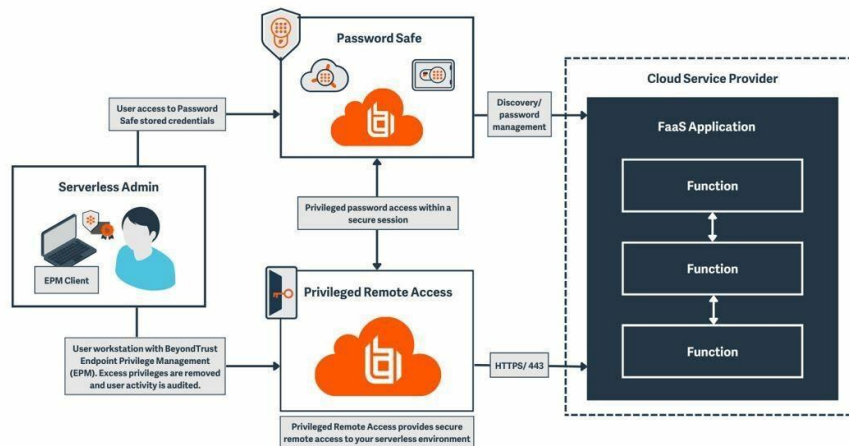 Password Safe
User access to Password
Safe stored credentials
Discovery/
password
management
Cloud Service Provider
FaaS Application
Function
Function
Function
Serverless Admin
EPM Client
Privileged password access within a
secure session
Privileged Remote Access
User workstation with BeyondTrust
Endpoint Privilege Management
(EPM). Excess privileges are removed
and user activity is audited.
HTTPS/ 443
Privileged Remote Access provides secure
remote access to your serverless environment